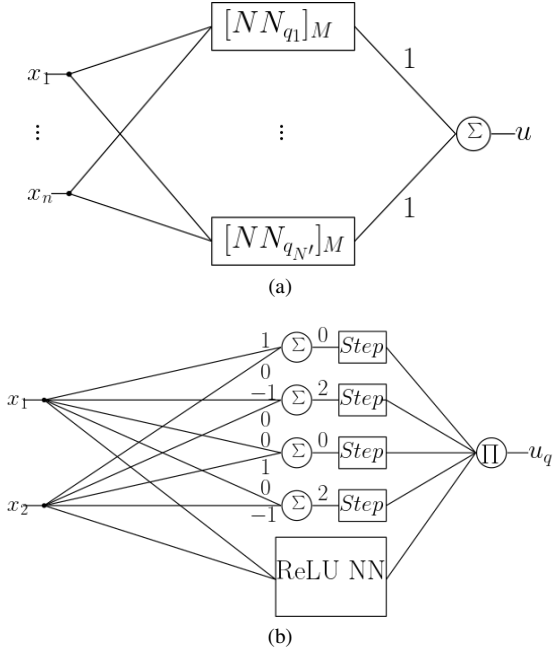 [NN_{q_1}]_M
x_1
1
⋮
⋮
Σ
u
x_n
1
[NN_{q_{N'}}]_M
(a)
1
Σ
0
Step
0
x_1
-1
Σ
2
Step
0
0
Σ
0
Step
∏
u_q
1
0
x_2
Σ
2
Step
-1
ReLU NN
(b)